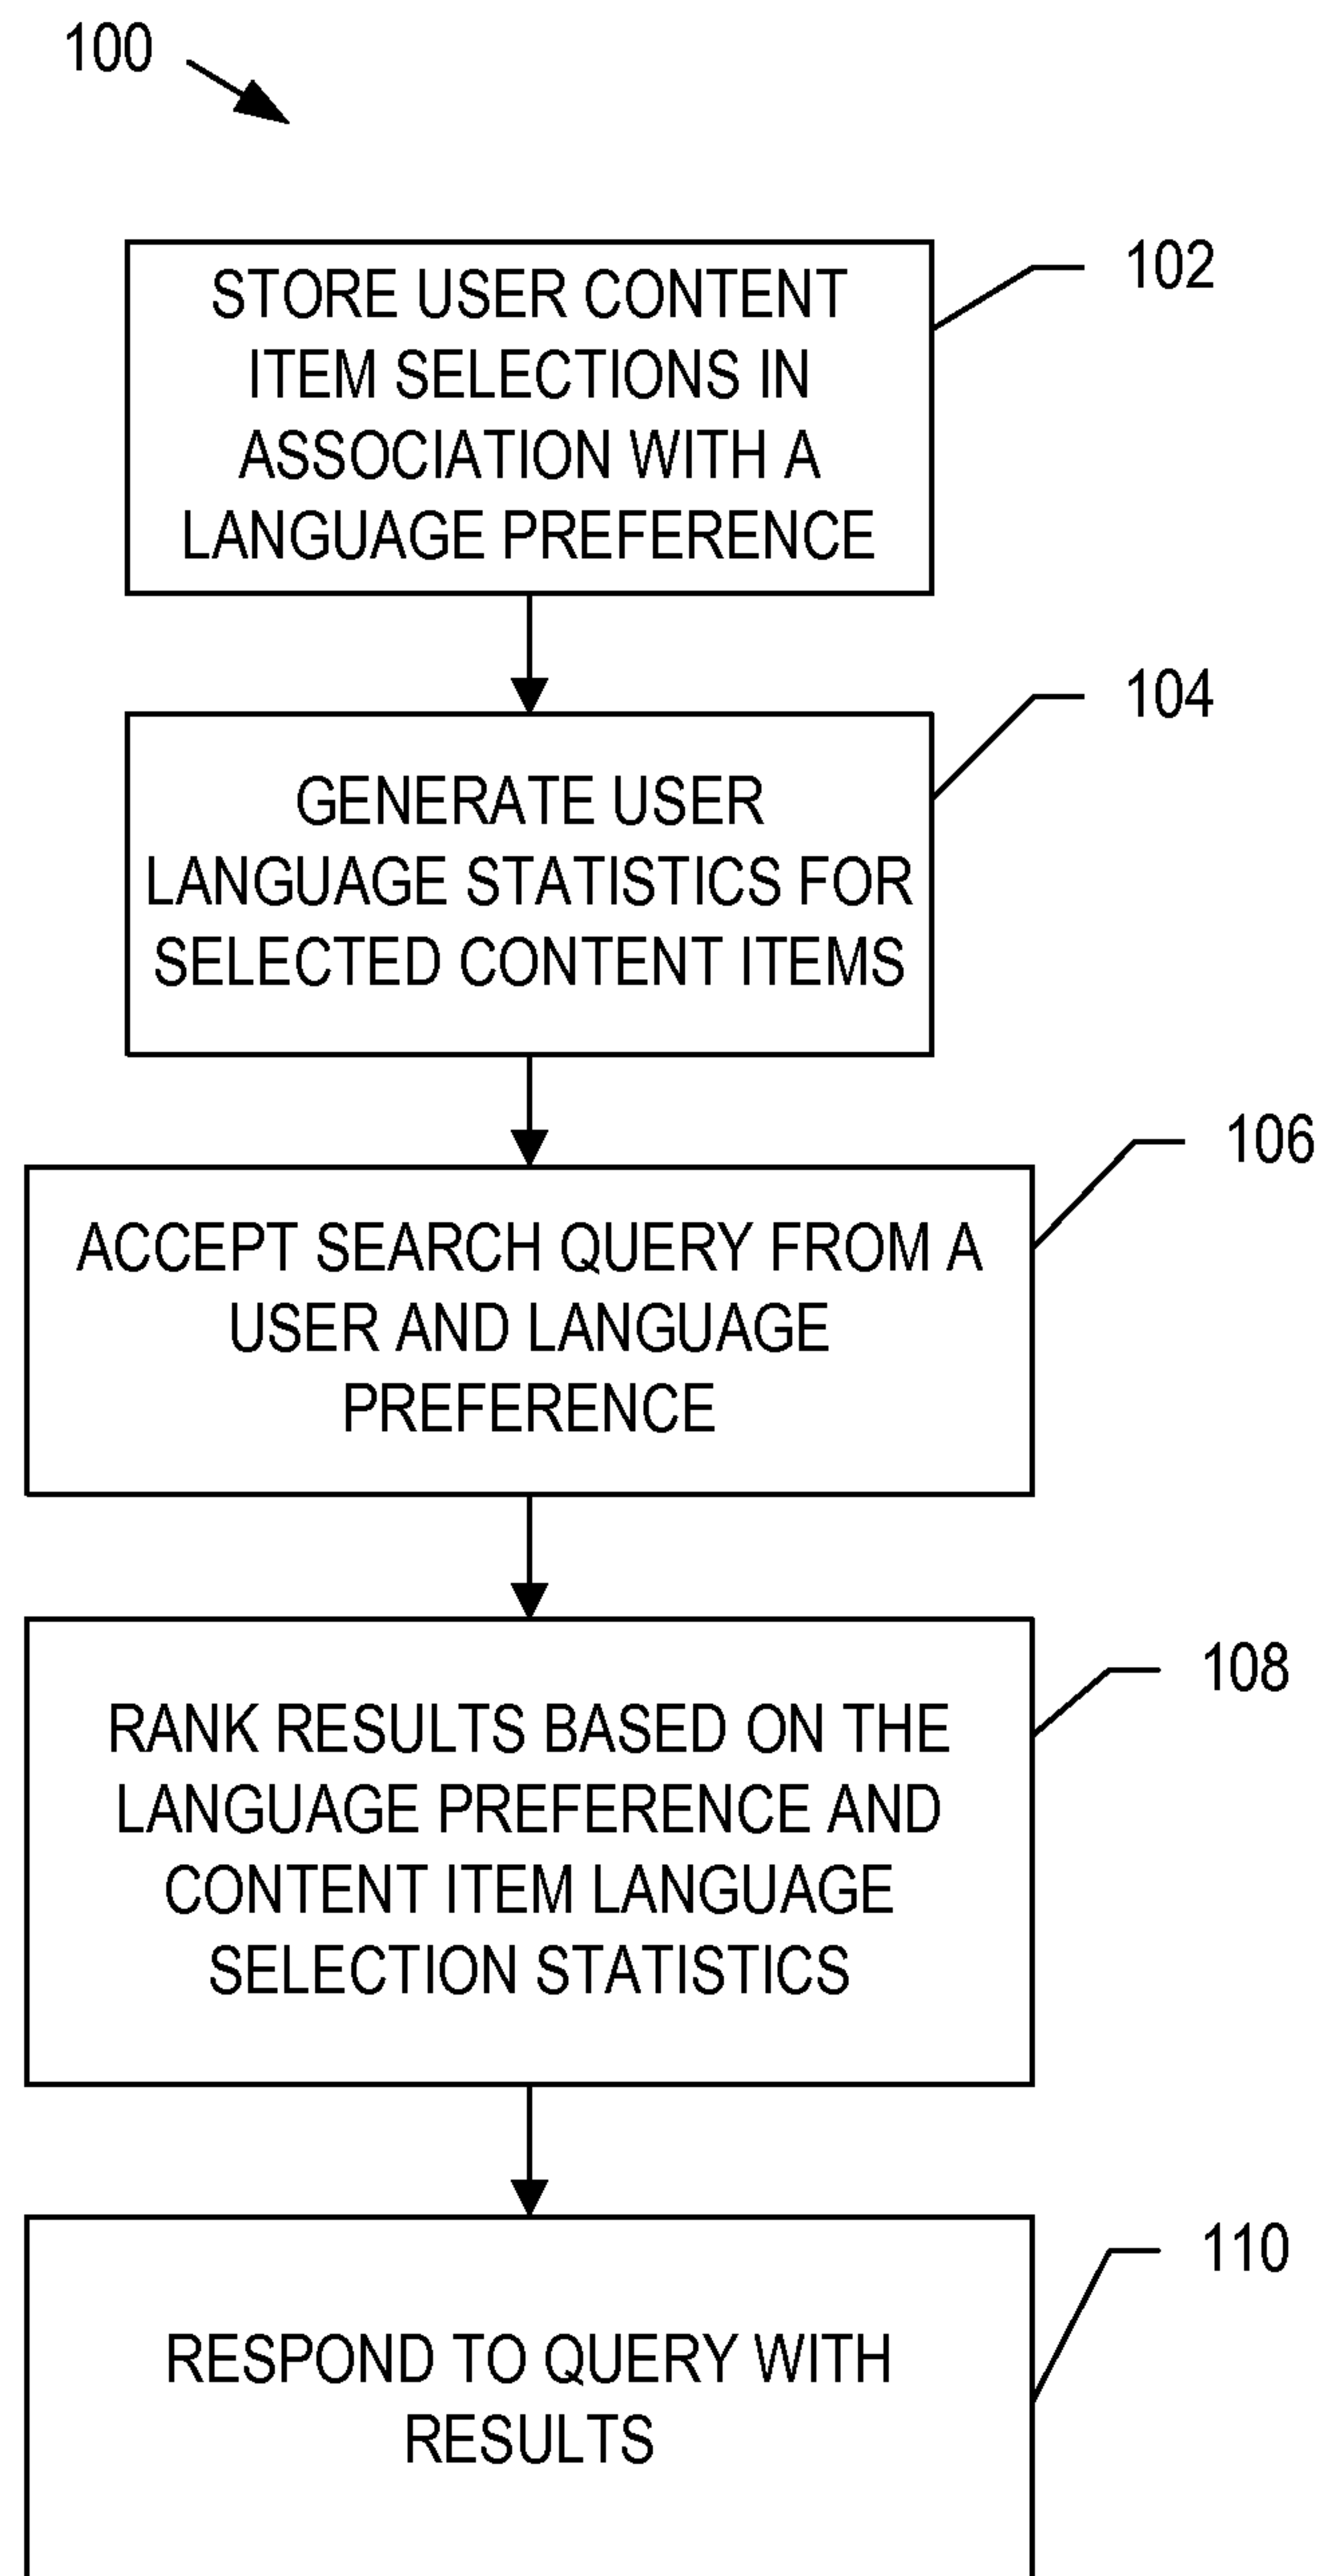 100
STORE USER CONTENT
ITEM SELECTIONS IN
ASSOCIATION WITH A
LANGUAGE PREFERENCE
102
GENERATE USER
LANGUAGE STATISTICS FOR
SELECTED CONTENT ITEMS
104
ACCEPT SEARCH QUERY FROM A
USER AND LANGUAGE
PREFERENCE
106
RANK RESULTS BASED ON THE
LANGUAGE PREFERENCE AND
CONTENT ITEM LANGUAGE
SELECTION STATISTICS
108
RESPOND TO QUERY WITH
RESULTS
110